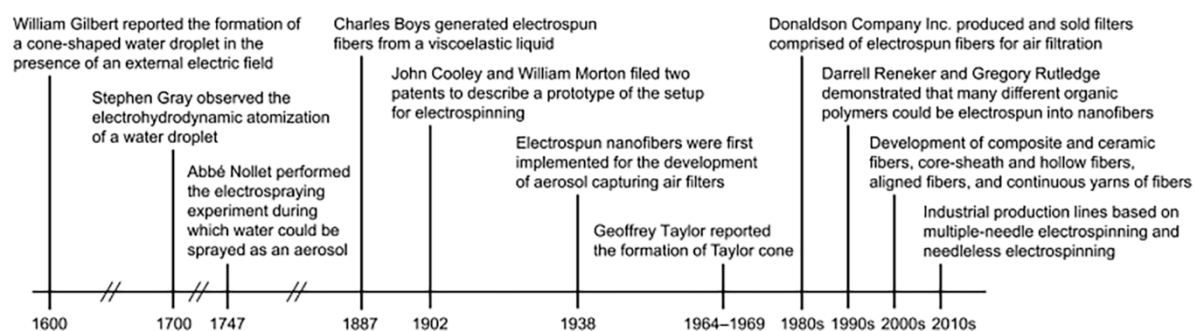 William Gilbert reported the formation of
a cone-shaped water droplet in the
presence of an external electric field
Stephen Gray observed the
electrohydrodynamic atomization
of a water droplet
Abbé Nollet performed
the electrospraying
experiment during
which water could be
sprayed as an aerosol
Charles Boys generated electrospun
fibers from a viscoelastic liquid
John Cooley and William Morton filed two
patents to describe a prototype of the setup
for electrospinning
Electrospun nanofibers were first
implemented for the development
of aerosol capturing air filters
Geoffrey Taylor reported
the formation of Taylor cone
Donaldson Company Inc. produced and sold filters
comprised of electrospun fibers for air filtration
Darrell Reneker and Gregory Rutledge
demonstrated that many different organic
polymers could be electrospun into nanofibers
Development of composite and ceramic
fibers, core-sheath and hollow fibers,
aligned fibers, and continuous yarns of fibers
Industrial production lines based on
multiple-needle electrospinning and
needleless electrospinning
1600 1700 1747 1887 1902 1938 1964–1969 1980s 1990s 2000s 2010s